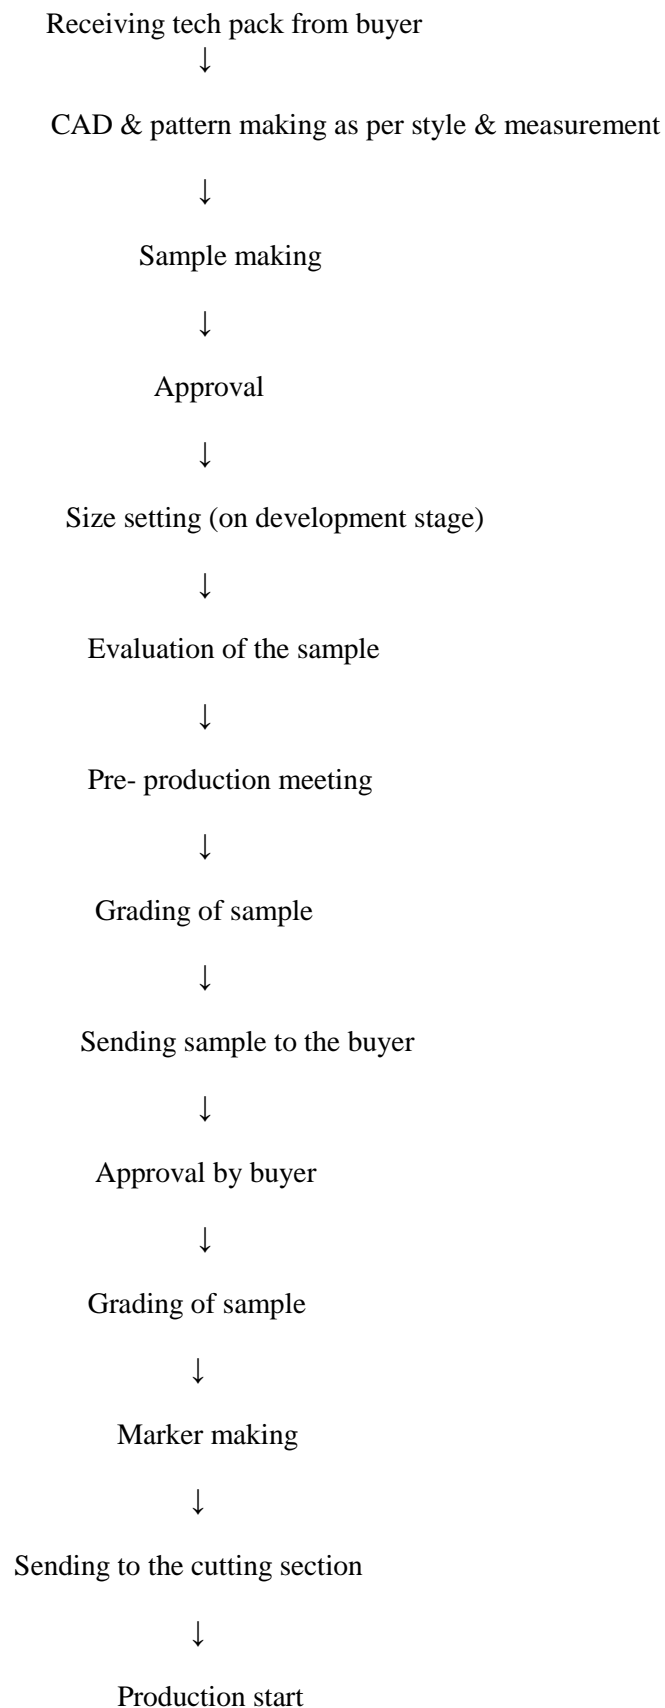 Receiving tech pack from buyer
↓
CAD & pattern making as per style & measurement
↓
Sample making
↓
Approval
↓
Size setting (on development stage)
↓
Evaluation of the sample
↓
Pre- production meeting
↓
Grading of sample
↓
Sending sample to the buyer
↓
Approval by buyer
↓
Grading of sample
↓
Marker making
↓
Sending to the cutting section
↓
Production start